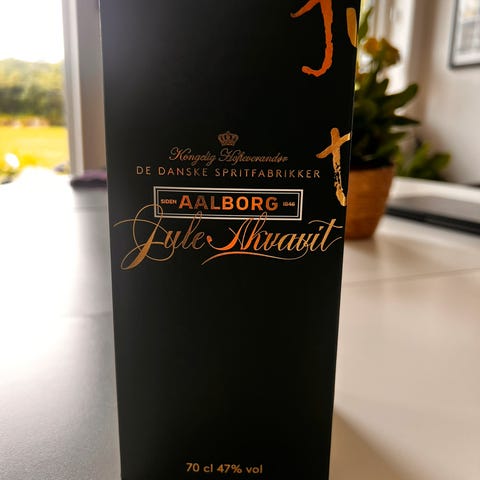 Kongelig Hofleverandør
DE DANSKE SPRITFABRIKKER
SIDEN AALBORG 1846
Jule Akvavit
70 cl 47% vol